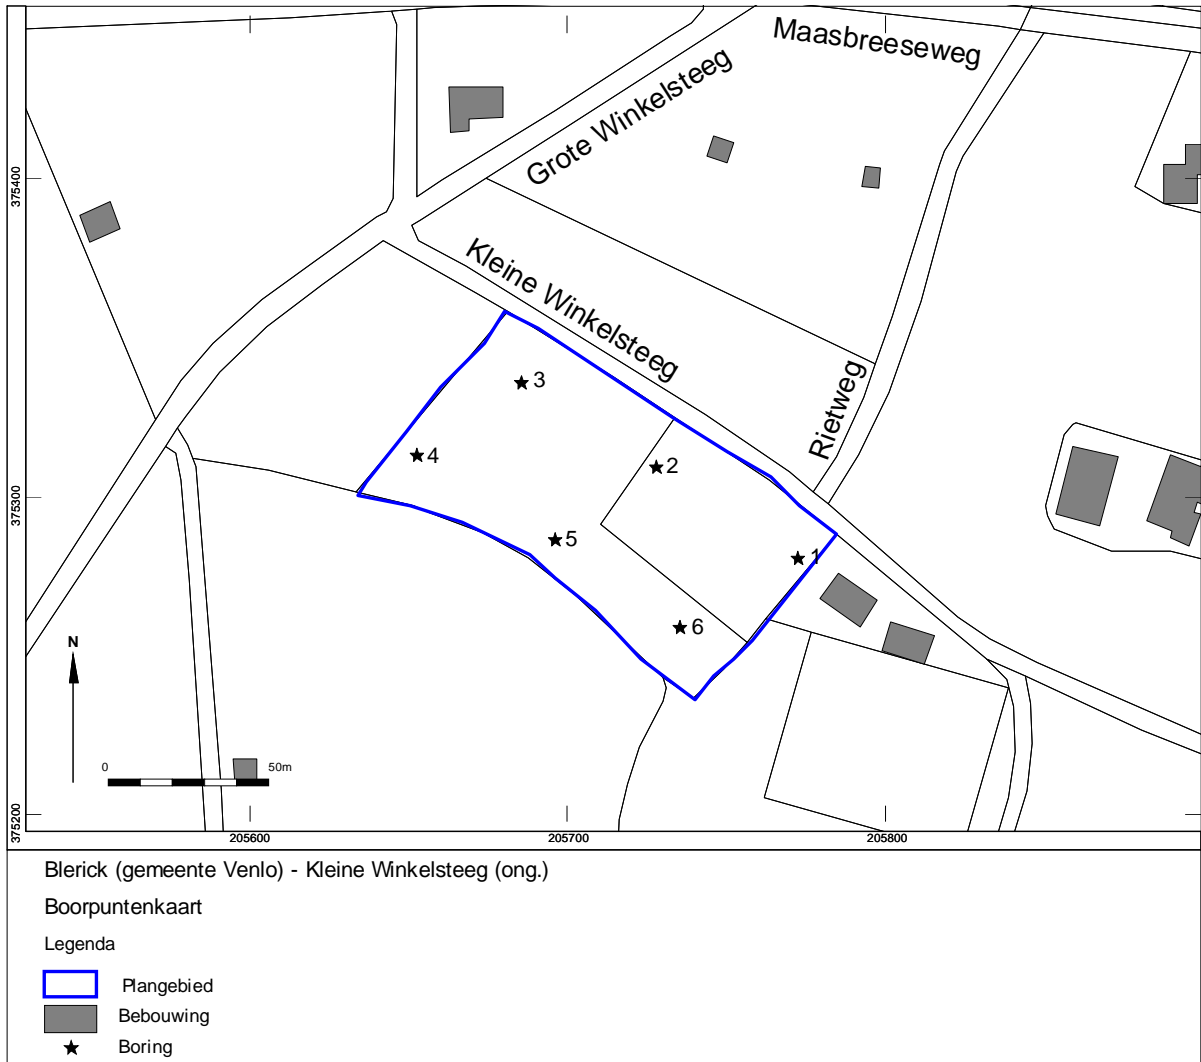 Maasbreeseweg
Grote Winkelsteeg
375400
Kleine Winkelsteeg
Rietweg
3
4
2
375300
5
1
6
N
0
50m
375200
205600
205700
205800
Blerick (gemeente Venlo) - Kleine Winkelsteeg (ong.)
Boorpuntenkaart
Legenda
Plangebied
Bebouwing
Boring